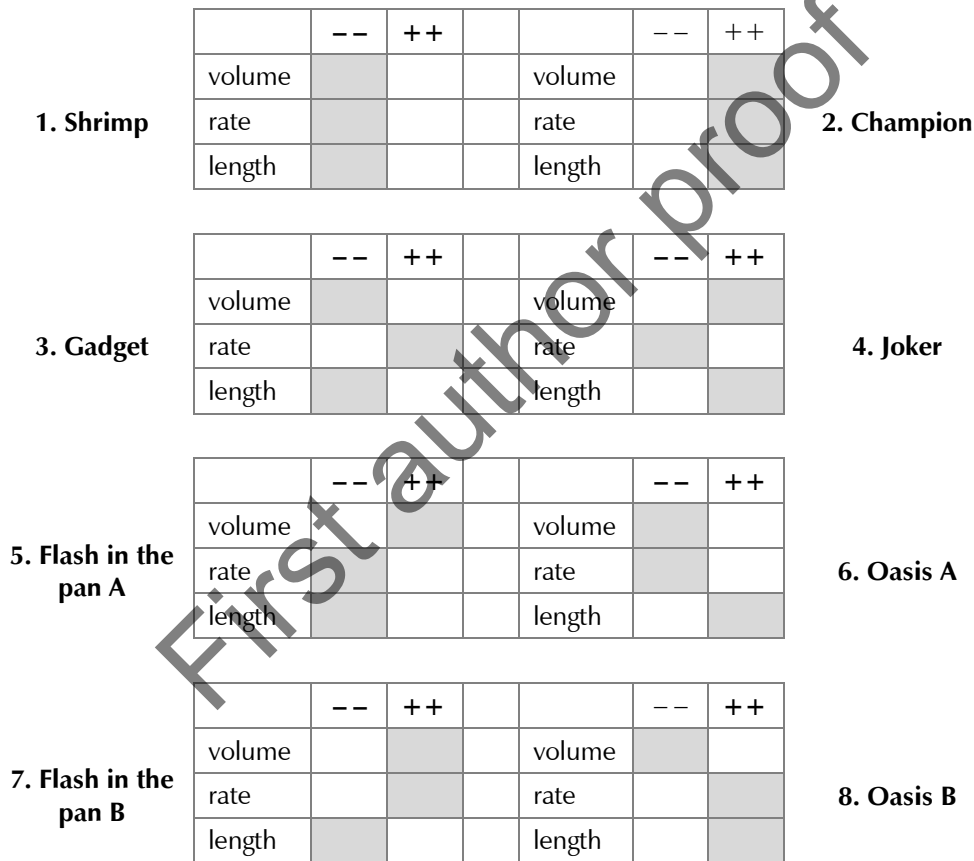 -- ++ -- ++
volume volume
1. Shrimp rate rate 2. Champion
length length
-- ++ -- ++
volume volume
3. Gadget rate rate 4. Joker
length length
-- ++ -- ++
volume volume
5. Flash in the
pan A rate rate 6. Oasis A
length length
-- ++ -- ++
volume volume
7. Flash in the
pan B rate rate 8. Oasis B
length length
First author proof